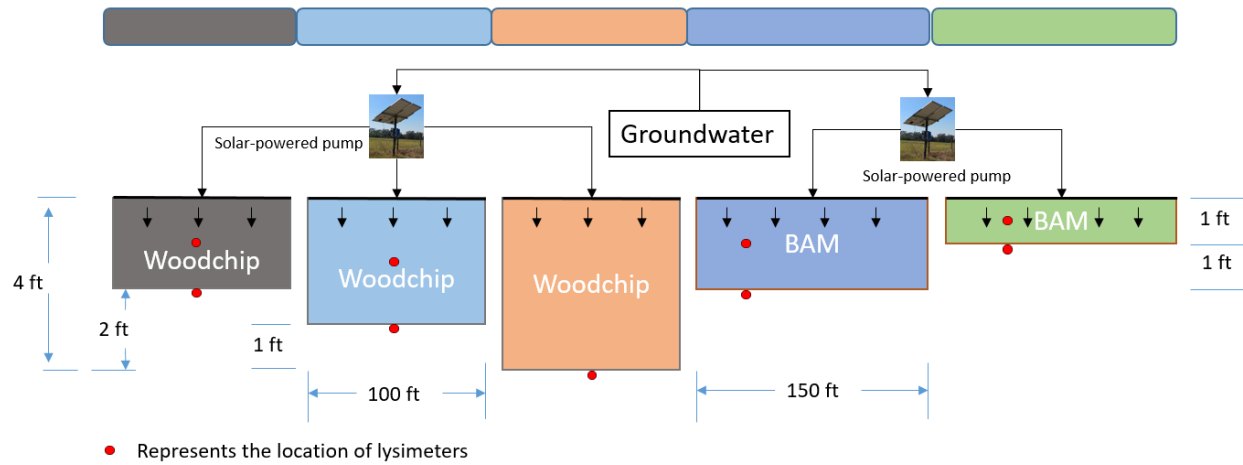 Groundwater
Solar-powered pump
Solar-powered pump
Woodchip
Woodchip
Woodchip
BAM
BAM
4 ft
2 ft
1 ft
1 ft
1 ft
100 ft
150 ft
Represents the location of lysimeters